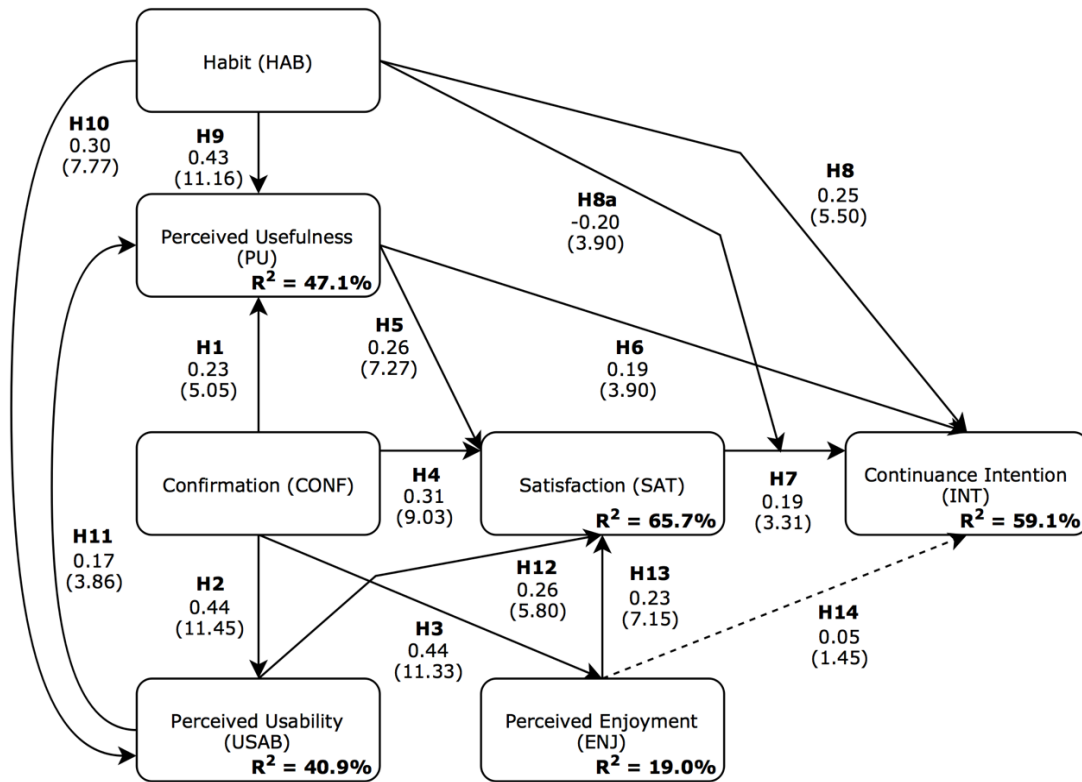 Habit (HAB)
H10
0.30
(7.77)
H9
0.43
(11.16)
H8
0.25
(5.50)
H8a
-0.20
(3.90)
Perceived Usefulness
(PU)
R² = 47.1%
H5
0.26
(7.27)
H6
0.19
(3.90)
H1
0.23
(5.05)
Confirmation (CONF)
H4
0.31
(9.03)
Satisfaction (SAT)
R² = 65.7%
H7
0.19
(3.31)
Continuance Intention
(INT)
R² = 59.1%
H11
0.17
(3.86)
H2
0.44
(11.45)
H3
0.44
(11.33)
H12
0.26
(5.80)
H13
0.23
(7.15)
H14
0.05
(1.45)
Perceived Usability
(USAB)
R² = 40.9%
Perceived Enjoyment
(ENJ)
R² = 19.0%